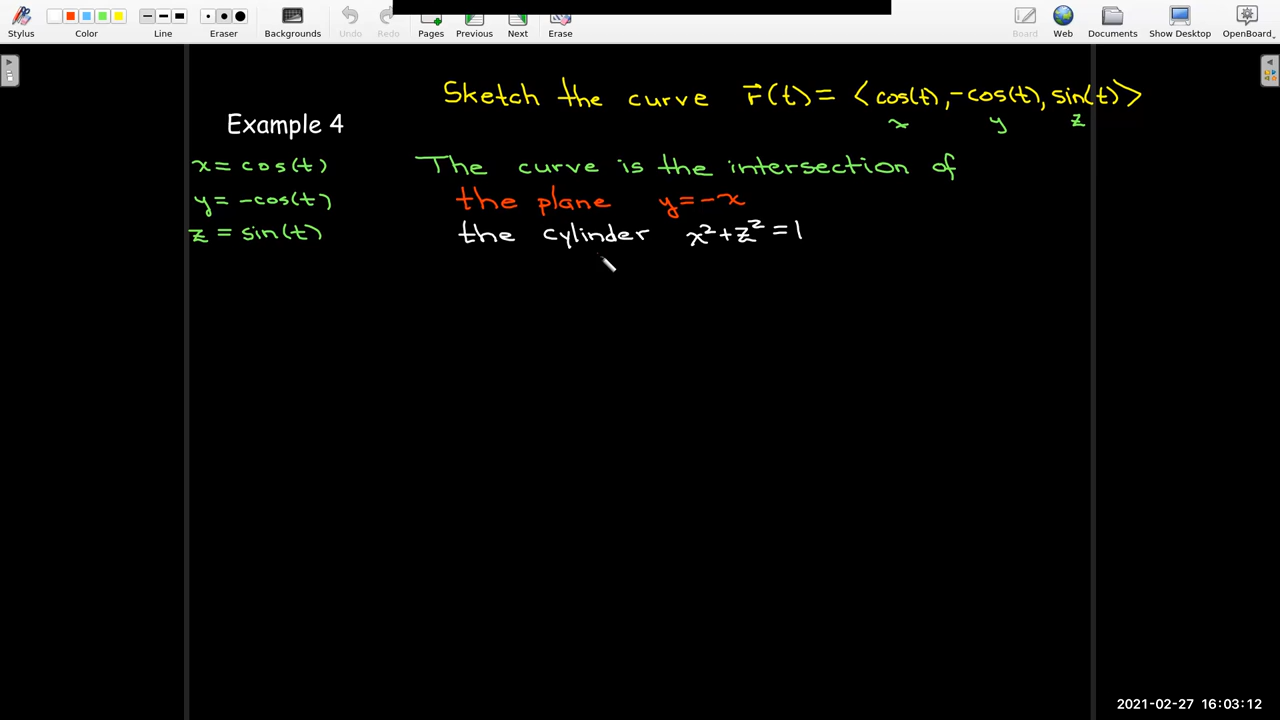 Stylus Color Line Eraser Backgrounds Undo Redo Pages Previous Next Erase Board Web Documents Show Desktop OpenBoard
Sketch the curve r⃗(t) = ⟨cos(t), -cos(t), sin(t)⟩
x y z
Example 4
x = cos(t)
y = -cos(t)
z = sin(t)
The curve is the intersection of
the plane y = -x
the cylinder x² + z² = 1
2021-02-27 16:03:12